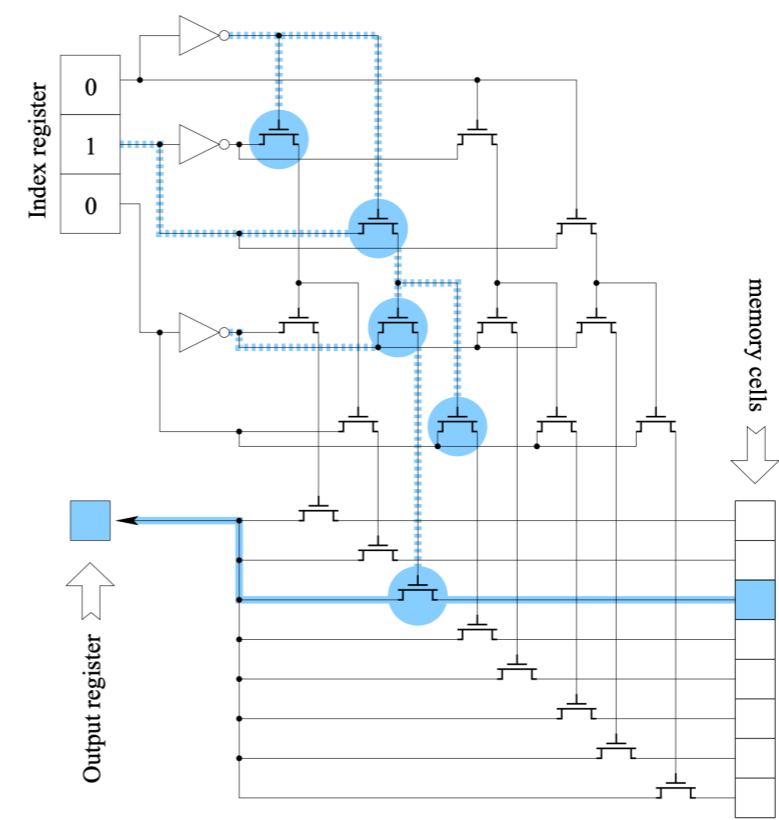 Index register
0
1
0
memory cells
Output register